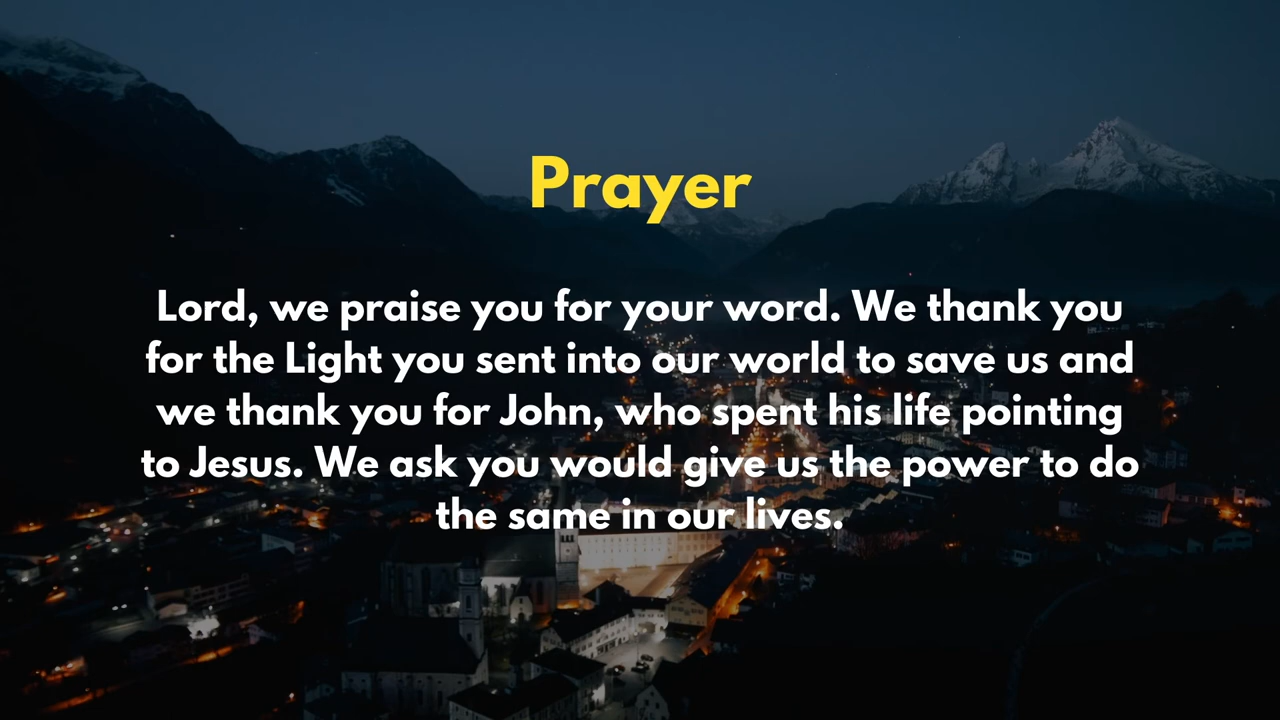 Prayer
Lord, we praise you for your word. We thank you
for the Light you sent into our world to save us and
we thank you for John, who spent his life pointing
to Jesus. We ask you would give us the power to do
the same in our lives.